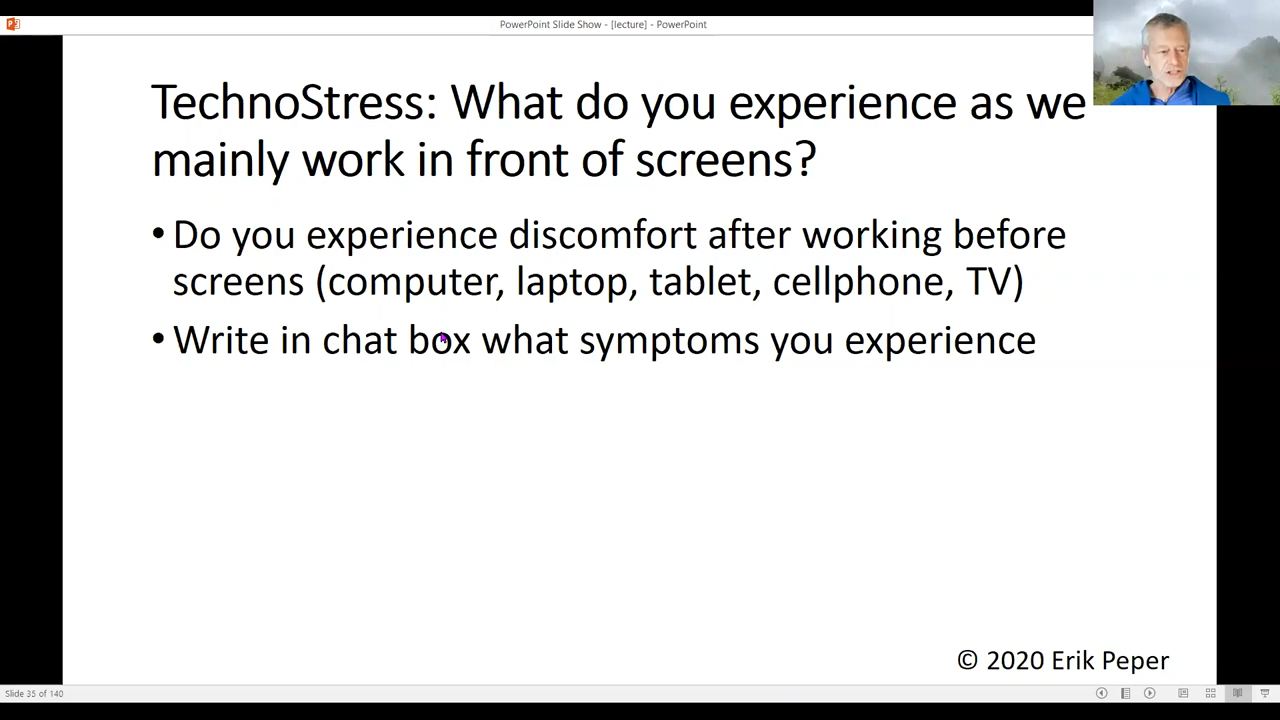 PowerPoint Slide Show - [lecture] - PowerPoint
TechnoStress: What do you experience as we
mainly work in front of screens?
• Do you experience discomfort after working before
screens (computer, laptop, tablet, cellphone, TV)
• Write in chat box what symptoms you experience
© 2020 Erik Peper
Slide 35 of 140